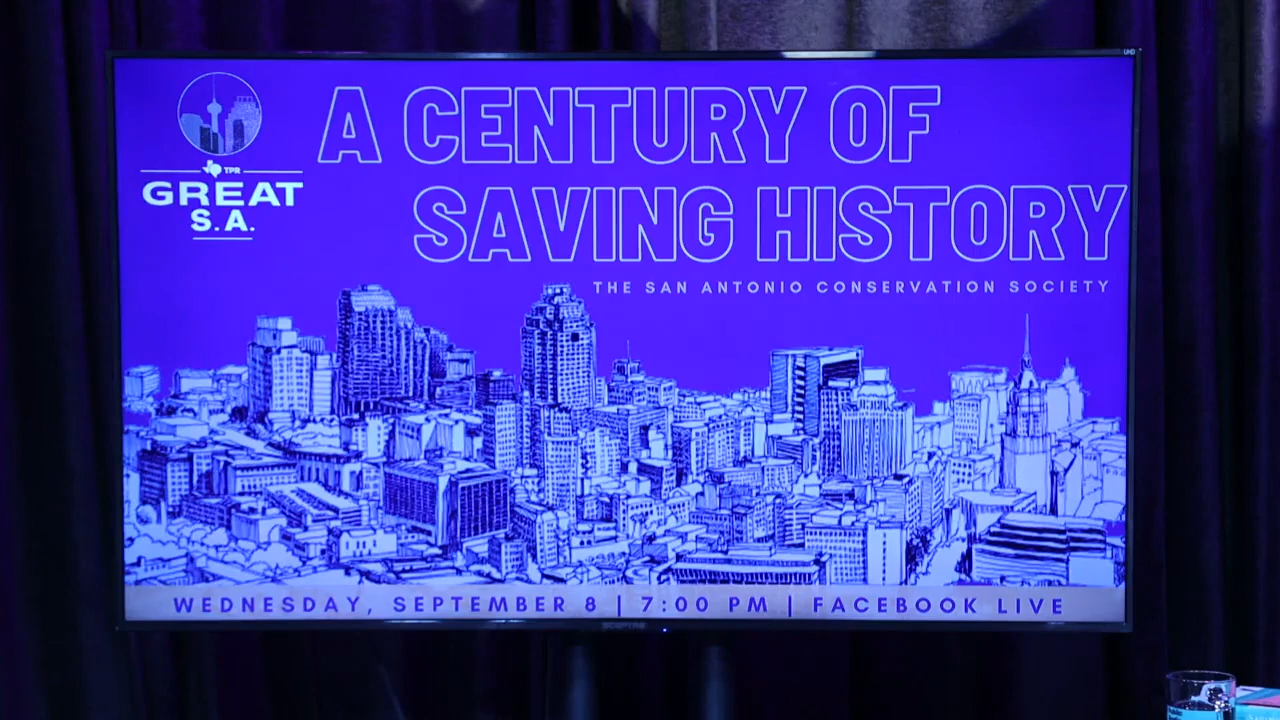 UHD
TPR
GREAT
S.A.
A CENTURY OF
SAVING HISTORY
THE SAN ANTONIO CONSERVATION SOCIETY
WEDNESDAY, SEPTEMBER 8 | 7:00 PM | FACEBOOK LIVE
SCEPTRE